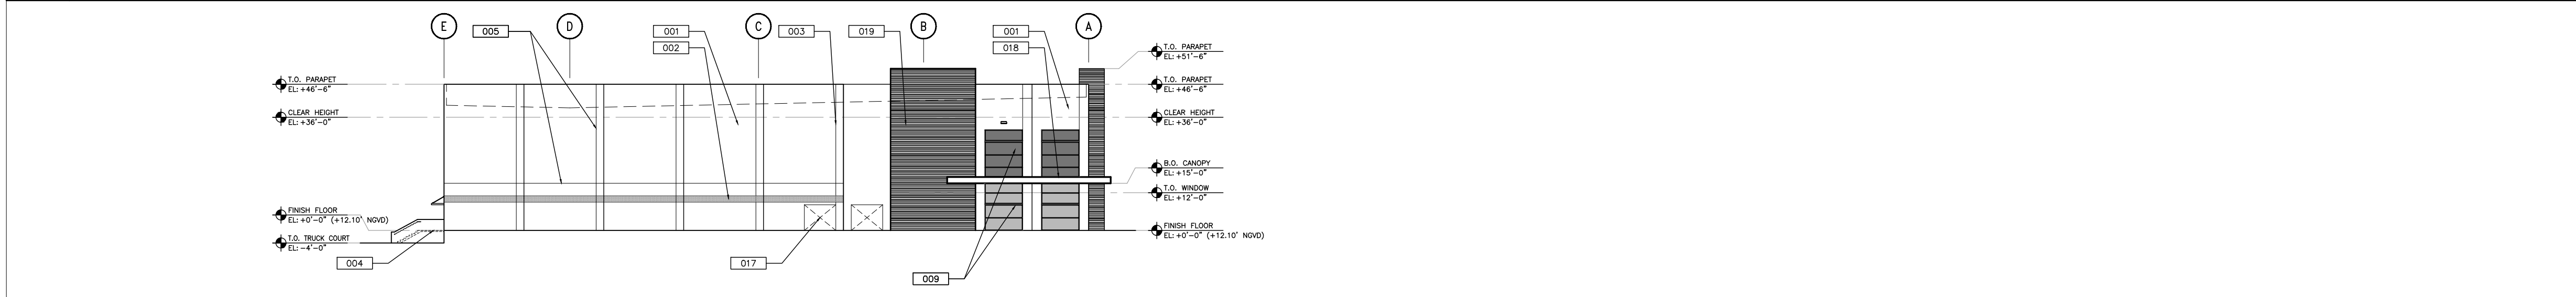 E
D
C
B
A
005
001
003
019
001
002
018
T.O. PARAPET
EL: +51'-6"
T.O. PARAPET
EL: +46'-6"
T.O. PARAPET
EL: +46'-6"
CLEAR HEIGHT
EL: +36'-0"
CLEAR HEIGHT
EL: +36'-0"
B.O. CANOPY
EL: +15'-0"
T.O. WINDOW
EL: +12'-0"
FINISH FLOOR
EL: +0'-0" (+12.10' NGVD)
FINISH FLOOR
EL: +0'-0" (+12.10' NGVD)
T.O. TRUCK COURT
EL: -4'-0"
004
017
009